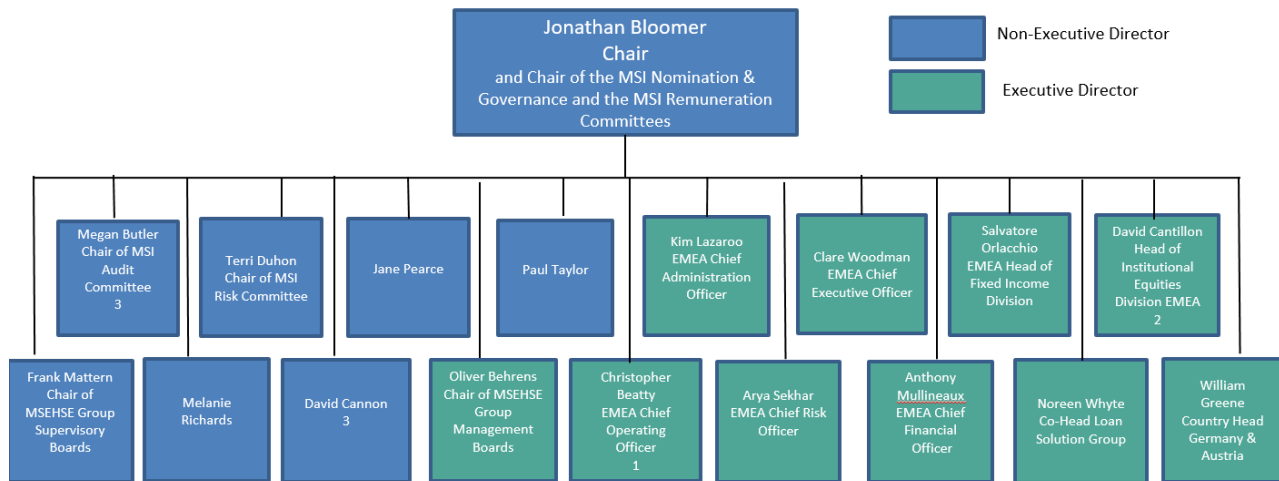 Jonathan Bloomer
Chair
and Chair of the MSI Nomination &
Governance and the MSI Remuneration
Committees
Non-Executive Director
Executive Director
Megan Butler
Chair of MSI
Audit
Committee
3
Terri Duhon
Chair of MSI
Risk Committee
Jane Pearce
Paul Taylor
Kim Lazaroo
EMEA Chief
Administration
Officer
Clare Woodman
EMEA Chief
Executive Officer
Salvatore
Orlacchio
EMEA Head of
Fixed Income
Division
David Cantillon
Head of
Institutional
Equities
Division EMEA
2
Frank Mattern
Chair of
MSEHSE Group
Supervisory
Boards
Melanie
Richards
David Cannon
3
Oliver Behrens
Chair of MSEHSE
Group
Management
Boards
Christopher
Beatty
EMEA Chief
Operating
Officer
1
Arya Sekhar
EMEA Chief Risk
Officer
Anthony
Mullineaux
EMEA Chief
Financial
Officer
Noreen Whyte
Co-Head Loan
Solution Group
William
Greene
Country Head
Germany &
Austria